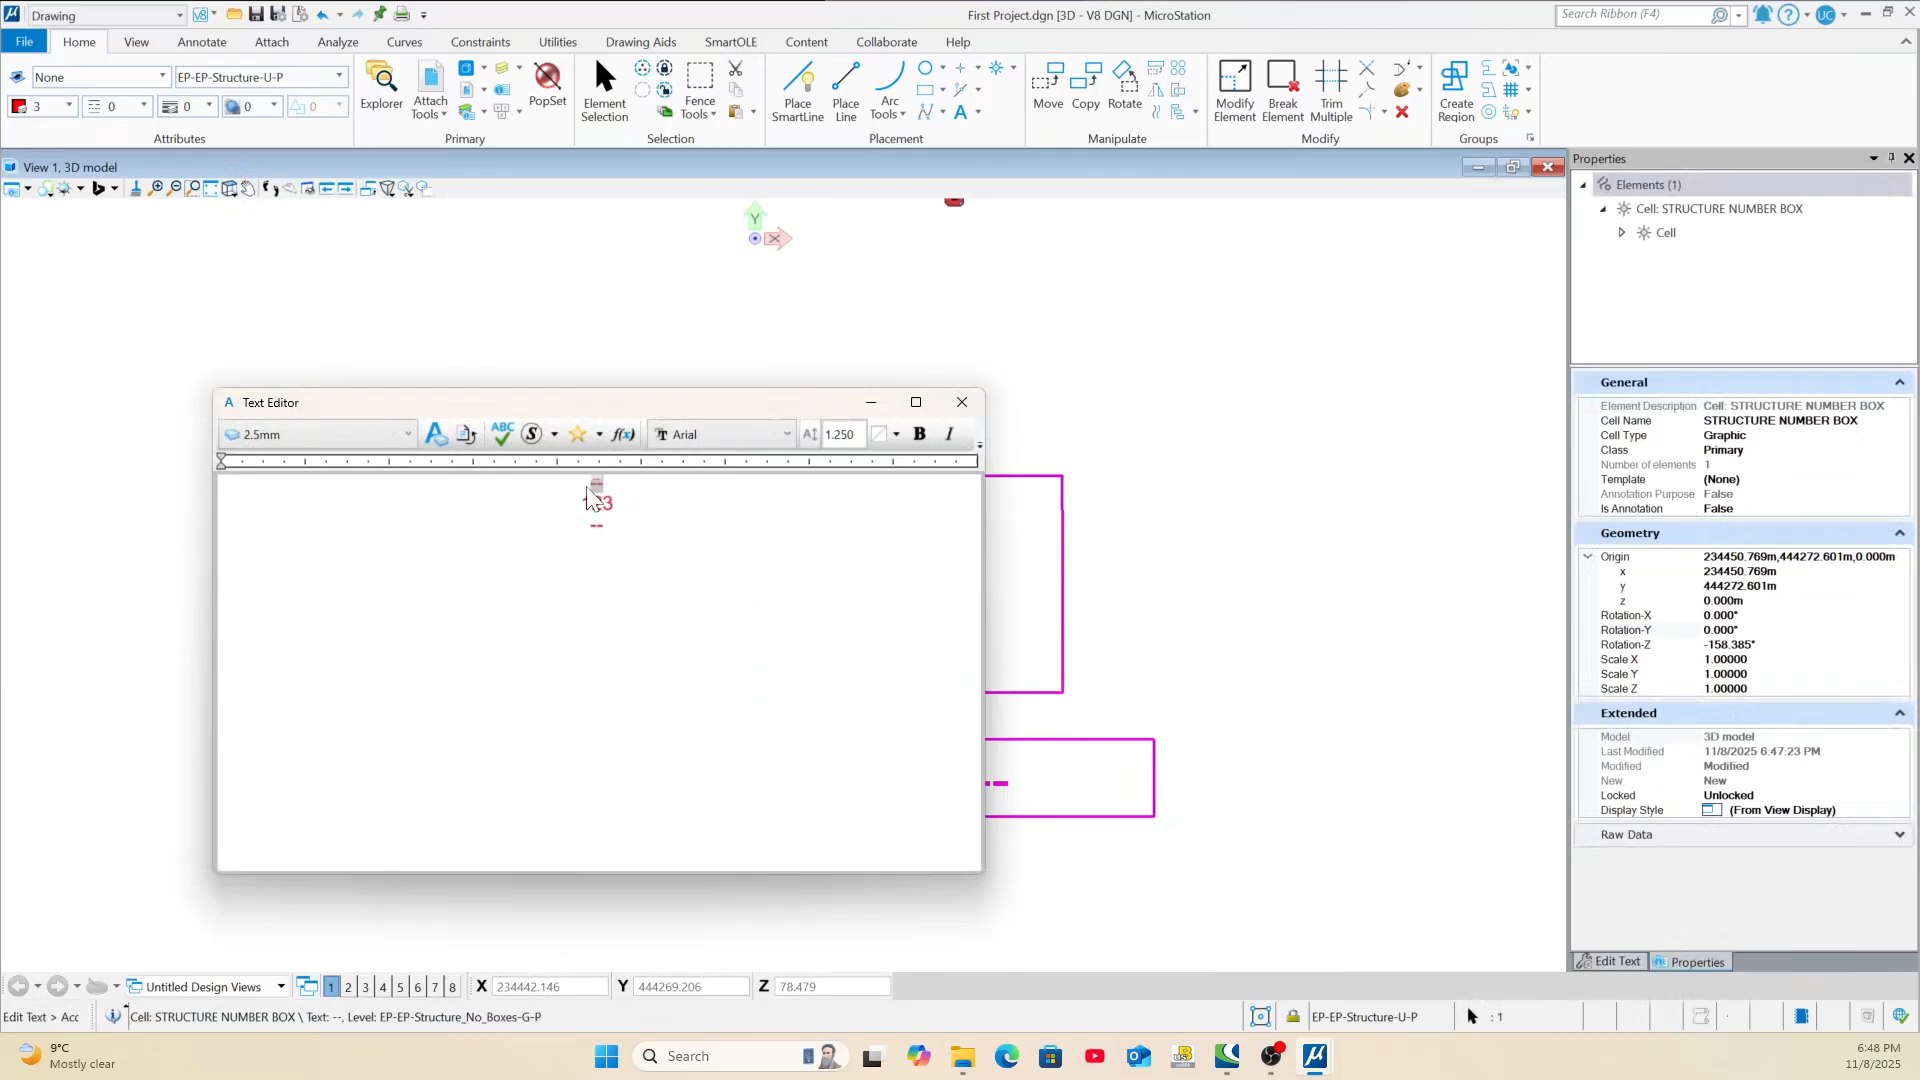 Drawing
First Project.dgn [3D - V8 DGN] - MicroStation
Search Ribbon (F4)
UC
File
Home
View
Annotate
Attach
Analyze
Curves
Constraints
Utilities
Drawing Aids
SmartOLE
Content
Collaborate
Help
None
EP-EP-Structure-U-P
3
0
0
0
0
Attributes
Explorer
Attach Tools
PopSet
Primary
Element Selection
Fence Tools
Selection
Place SmartLine
Place Line
Arc Tools
Placement
Move
Copy
Rotate
Manipulate
Modify Element
Break Element
Trim Multiple
Modify
Create Region
Groups
View 1, 3D model
Y
X
Text Editor
2.5mm
ABC
f(x)
Arial
1.250
B
I
--
--
Properties
Elements (1)
Cell: STRUCTURE NUMBER BOX
Cell
General
Element Description Cell: STRUCTURE NUMBER BOX
Cell Name STRUCTURE NUMBER BOX
Cell Type Graphic
Class Primary
Number of elements 1
Template (None)
Annotation Purpose False
Is Annotation False
Geometry
Origin 234450.769m,444272.601m,0.000m
x 234450.769m
y 444272.601m
z 0.000m
Rotation-X 0.000°
Rotation-Y 0.000°
Rotation-Z -158.385°
Scale X 1.00000
Scale Y 1.00000
Scale Z 1.00000
Extended
Model 3D model
Last Modified 11/8/2025 6:47:23 PM
Modified Modified
New New
Locked Unlocked
Display Style (From View Display)
Raw Data
Edit Text
Properties
Untitled Design Views
1 2 3 4 5 6 7 8
X 234442.146
Y 444269.206
Z 78.479
Edit Text > Acc
Cell: STRUCTURE NUMBER BOX \ Text: --, Level: EP-EP-Structure_No_Boxes-G-P
EP-EP-Structure-U-P
: 1
9°C
Mostly clear
Search
6:48 PM
11/8/2025